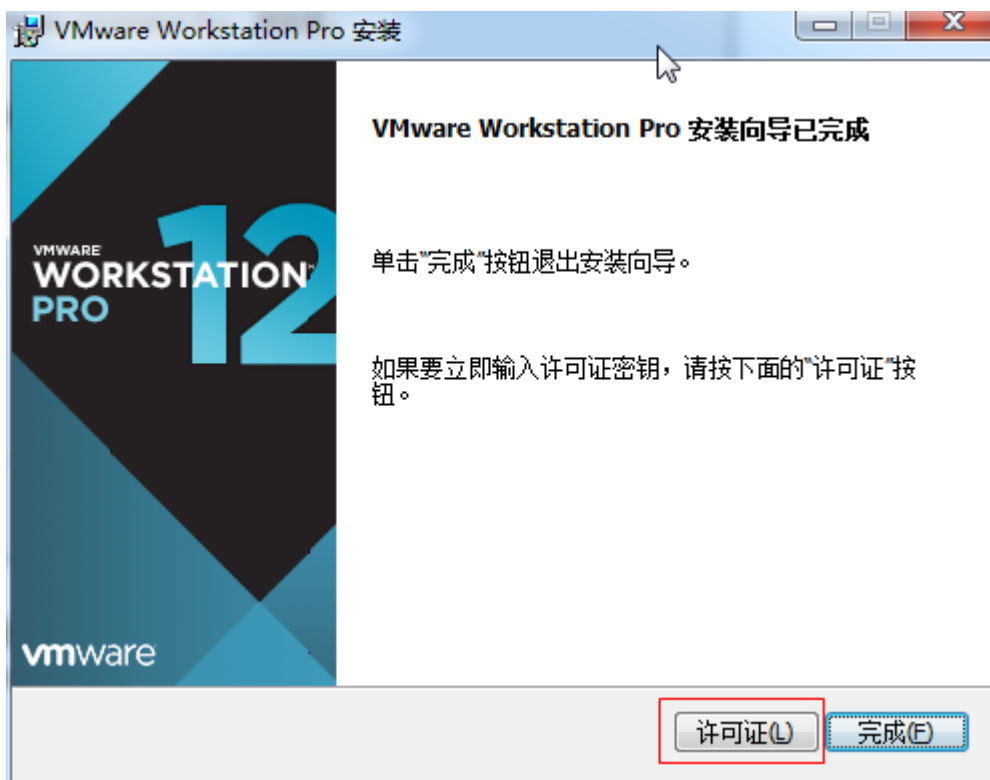 VMware Workstation Pro 安装
VMware Workstation Pro 安装向导已完成
单击"完成"按钮退出安装向导。
如果要立即输入许可证密钥，请按下面的"许可证"按
钮。
VMWARE
WORKSTATION™
PRO
12
vmware
许可证(L)
完成(F)